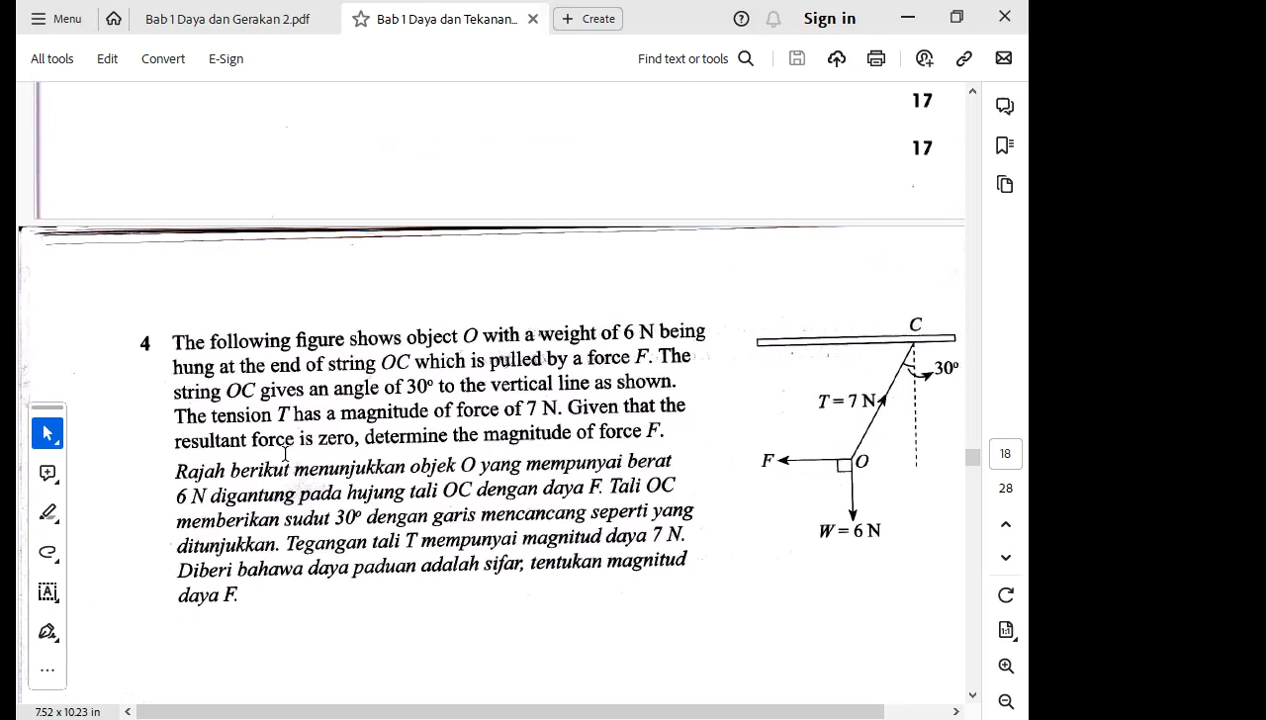 Menu
Bab 1 Daya dan Gerakan 2.pdf
Bab 1 Daya dan Tekanan...
Create
Sign in
All tools
Edit
Convert
E-Sign
Find text or tools
17
17
4 The following figure shows object O with a weight of 6 N being
hung at the end of string OC which is pulled by a force F. The
string OC gives an angle of 30° to the vertical line as shown.
The tension T has a magnitude of force of 7 N. Given that the
resultant force is zero, determine the magnitude of force F.
Rajah berikut menunjukkan objek O yang mempunyai berat
6 N digantung pada hujung tali OC dengan daya F. Tali OC
memberikan sudut 30° dengan garis mencancang seperti yang
ditunjukkan. Tegangan tali T mempunyai magnitud daya 7 N.
Diberi bahawa daya paduan adalah sifar, tentukan magnitud
daya F.
C
30°
T = 7 N
F
O
W = 6 N
18
28
1:1
7.52 x 10.23 in